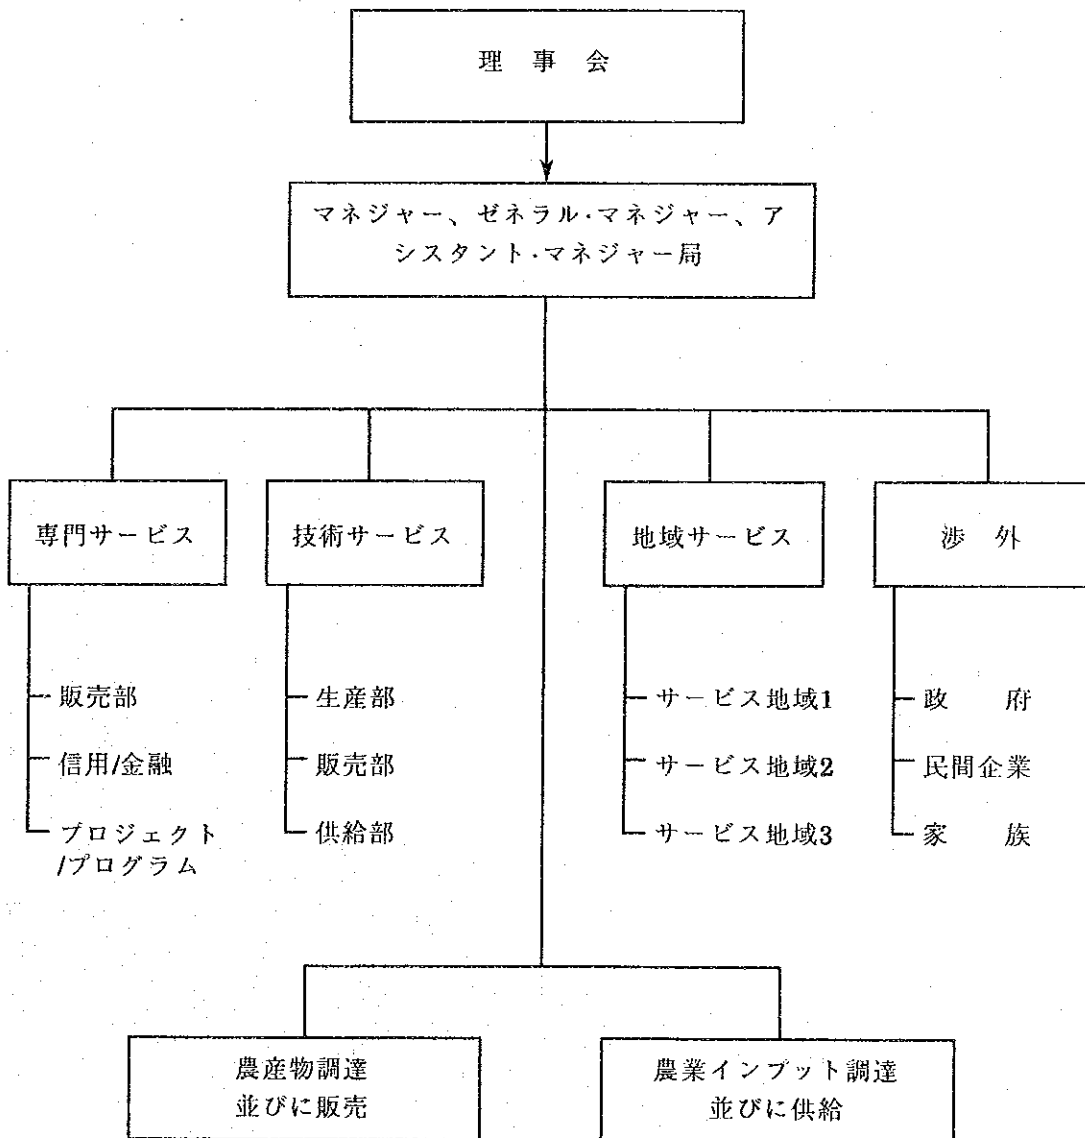 理 事 会
マネジャー、ゼネラル·マネジャー、ア
シスタント·マネジャー局
専門サービス
技術サービス
地域サービス
渉 外
販売部
信用/金融
プロジェクト
/プログラム
生産部
販売部
供給部
サービス地域1
サービス地域2
サービス地域3
政 府
民間企業
家 族
農産物調達
並びに販売
農業インプット調達
並びに供給